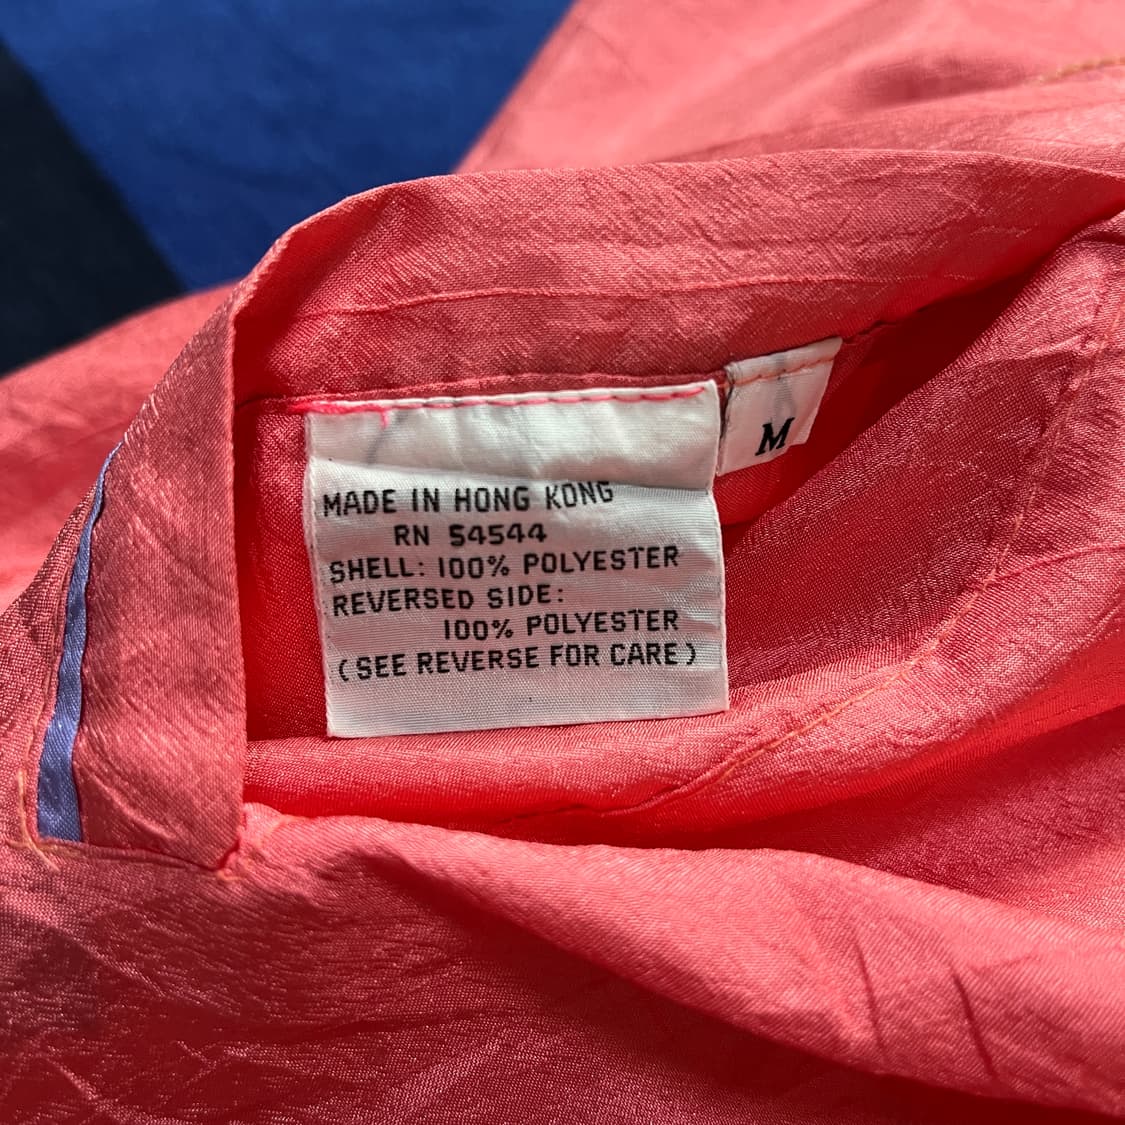 MADE IN HONG KONG
RN 54544
SHELL: 100% POLYESTER
REVERSED SIDE:
100% POLYESTER
(SEE REVERSE FOR CARE)
M